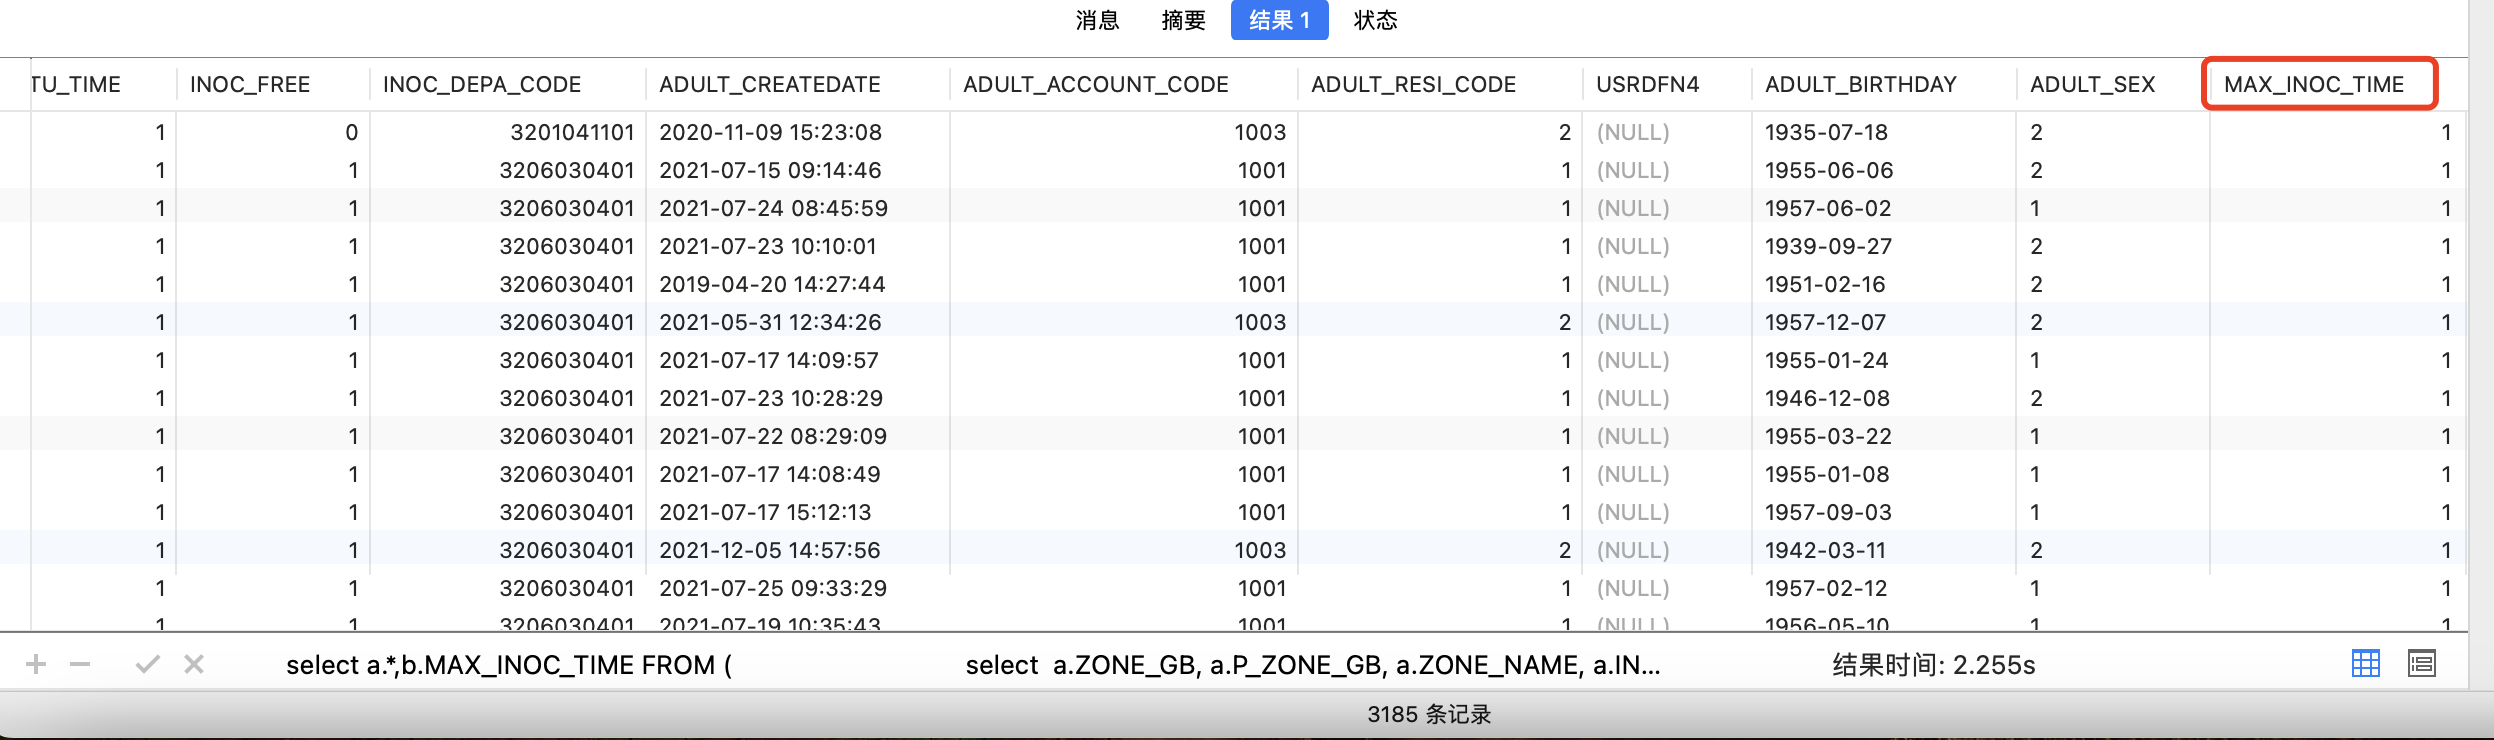 消息 摘要 结果 1 状态
TU_TIME INOC_FREE INOC_DEPA_CODE ADULT_CREATEDATE ADULT_ACCOUNT_CODE ADULT_RESI_CODE USRDFN4 ADULT_BIRTHDAY ADULT_SEX MAX_INOC_TIME
1 0 3201041101 2020-11-09 15:23:08 1003 2 (NULL) 1935-07-18 2 1
1 1 3206030401 2021-07-15 09:14:46 1001 1 (NULL) 1955-06-06 2 1
1 1 3206030401 2021-07-24 08:45:59 1001 1 (NULL) 1957-06-02 1 1
1 1 3206030401 2021-07-23 10:10:01 1001 1 (NULL) 1939-09-27 2 1
1 1 3206030401 2019-04-20 14:27:44 1001 1 (NULL) 1951-02-16 2 1
1 1 3206030401 2021-05-31 12:34:26 1003 2 (NULL) 1957-12-07 2 1
1 1 3206030401 2021-07-17 14:09:57 1001 1 (NULL) 1955-01-24 1 1
1 1 3206030401 2021-07-23 10:28:29 1001 1 (NULL) 1946-12-08 2 1
1 1 3206030401 2021-07-22 08:29:09 1001 1 (NULL) 1955-03-22 1 1
1 1 3206030401 2021-07-17 14:08:49 1001 1 (NULL) 1955-01-08 1 1
1 1 3206030401 2021-07-17 15:12:13 1001 1 (NULL) 1957-09-03 1 1
1 1 3206030401 2021-12-05 14:57:56 1003 2 (NULL) 1942-03-11 2 1
1 1 3206030401 2021-07-25 09:33:29 1001 1 (NULL) 1957-02-12 1 1
1 1 3206030401 2021-07-19 10:35:43 1001 1 (NULL) 1956-05-10 1 1
select a.*,b.MAX_INOC_TIME FROM ( select a.ZONE_GB, a.P_ZONE_GB, a.ZONE_NAME, a.IN... 结果时间: 2.255s
3185 条记录